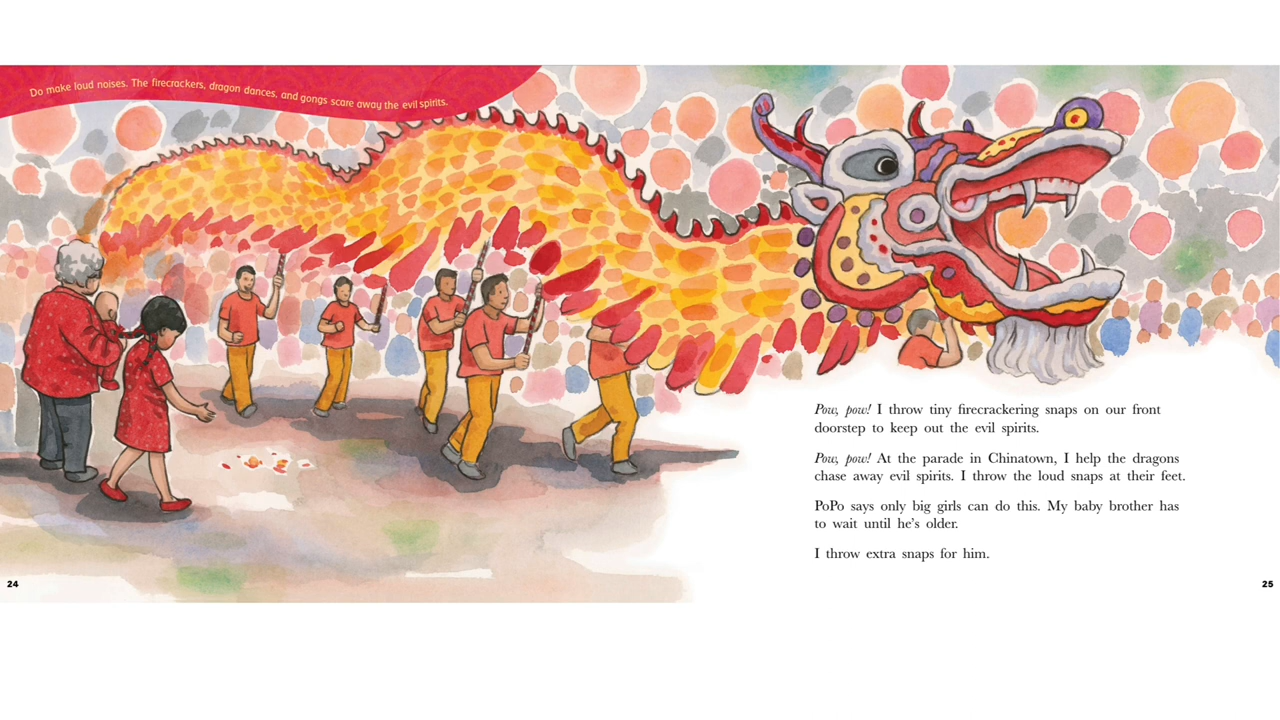 Do make loud noises. The firecrackers, dragon dances, and gongs scare away the evil spirits.
Pow, pow! I throw tiny firecrackering snaps on our front
doorstep to keep out the evil spirits.
Pow, pow! At the parade in Chinatown, I help the dragons
chase away evil spirits. I throw the loud snaps at their feet.
PoPo says only big girls can do this. My baby brother has
to wait until he's older.
I throw extra snaps for him.
24
25